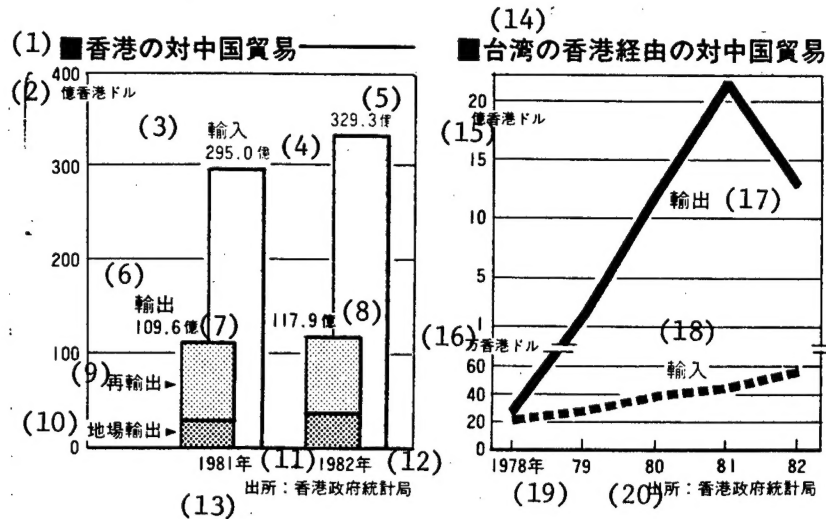 (14)
(1) ■香港の対中国貿易
■台湾の香港経由の対中国貿易
400
(2) 億香港ドル
(5)
329.3億
(3) 輸入
295.0億
(4)
300
200
(6)
輸出
109.6億(7)
117.9億
(8)
100
(9) 再輸出
(10) 地場輸出
0
1981年
(11)
1982年
(12)
出所：香港政府統計局
(13)
20
(15) 億香港ドル
15
輸出 (17)
10
5
1
(16) 万香港ドル
(18)
輸入
60
40
20
0
1978年
79
80
81
82
(19)
(20)
出所：香港政府統計局